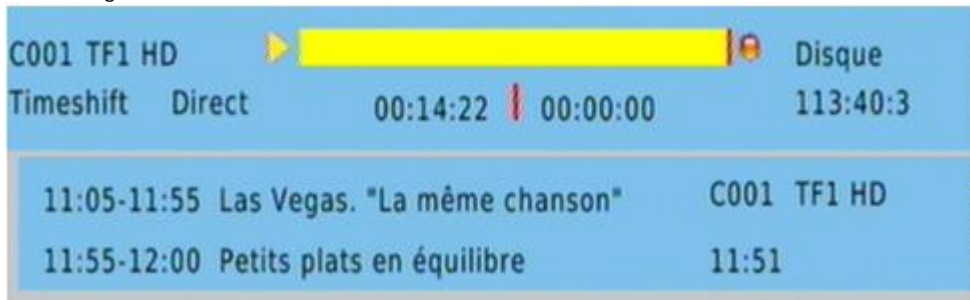 C001 TF1 HD Disque
Timeshift Direct 00:14:22 00:00:00 113:40:3
11:05-11:55 Las Vegas. "La même chanson" C001 TF1 HD
11:55-12:00 Petits plats en équilibre 11:51